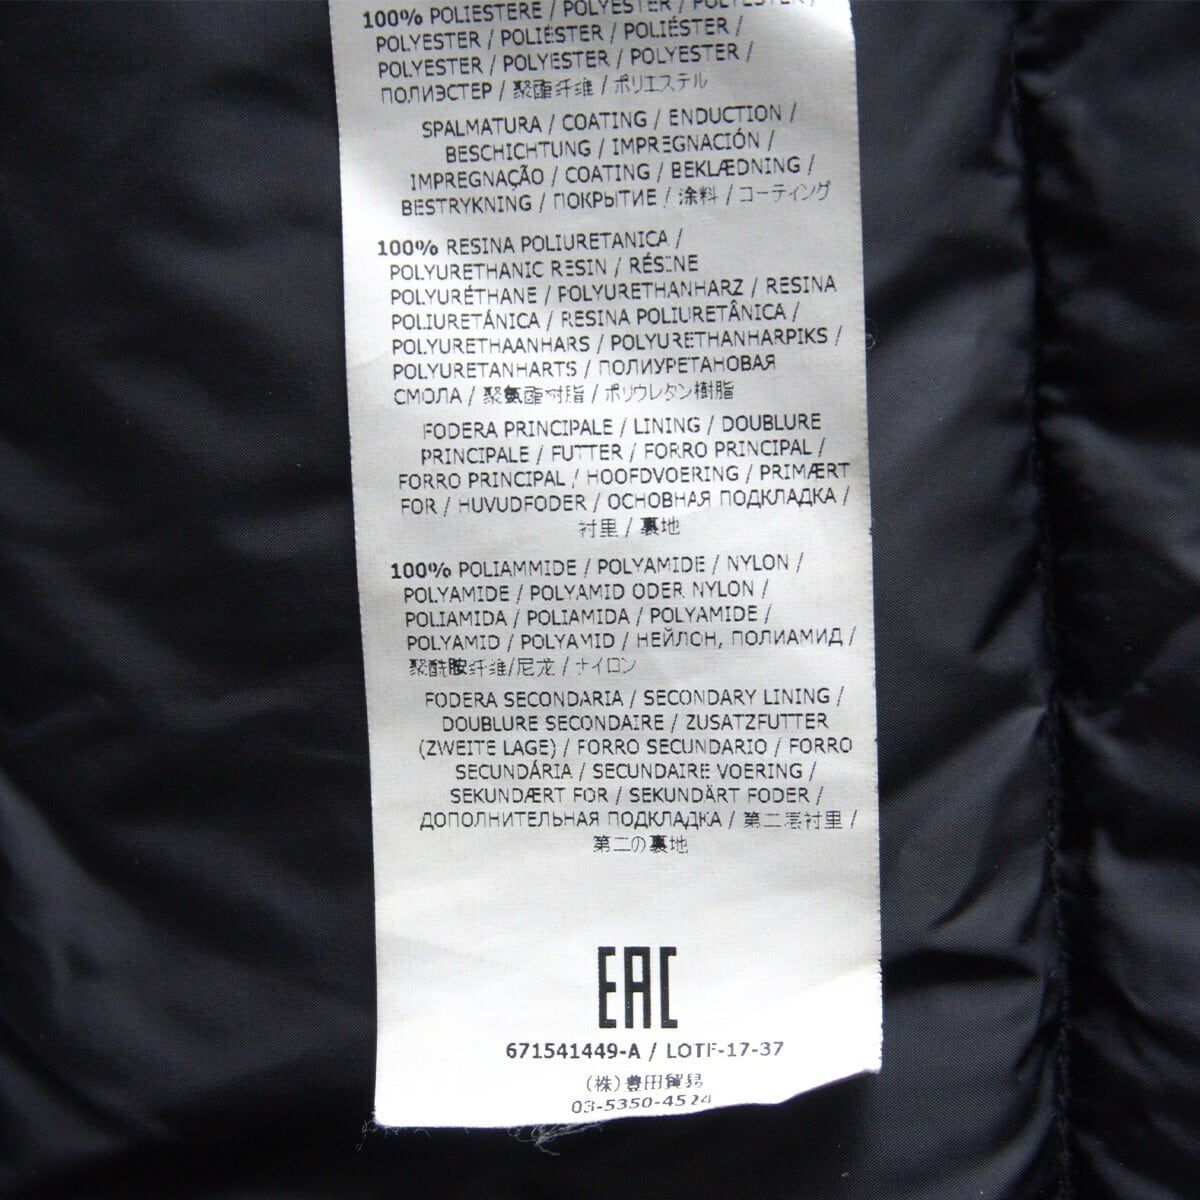 100% POLIESTERE / POLYESTER / POLYESTER /
POLYESTER / POLIÉSTER / POLIÉSTER /
POLYESTER / POLYESTER / POLYESTER /
ПОЛИЭСТЕР / 聚酯纤维 / ポリエステル
SPALMATURA / COATING / ENDUCTION /
BESCHICHTUNG / IMPREGNACIÓN /
IMPREGNAÇÃO / COATING / BEKLÆDNING /
BESTRYKNING / ПОКРЫТИЕ / 涂料 / コーティング
100% RESINA POLIURETANICA /
POLYURETHANIC RESIN / RÉSINE
POLYURÉTHANE / POLYURETHANHARZ / RESINA
POLIURETÁNICA / RESINA POLIURETÂNICA /
POLYURETHAANHARS / POLYURETHANHARPIKS /
POLYURETANHARTS / ПОЛИУРЕТАНОВАЯ
СМОЛА / 聚氨酯树脂 / ポリウレタン樹脂
FODERA PRINCIPALE / LINING / DOUBLURE
PRINCIPALE / FUTTER / FORRO PRINCIPAL /
FORRO PRINCIPAL / HOOFDVOERING / PRIMÆRT
FOR / HUVUDFODER / ОСНОВНАЯ ПОДКЛАДКА /
衬里 / 裏地
100% POLIAMMIDE / POLYAMIDE / NYLON /
POLYAMIDE / POLYAMID ODER NYLON /
POLIAMIDA / POLIAMIDA / POLYAMIDE /
POLYAMID / POLYAMID / НЕЙЛОН, ПОЛИАМИД /
聚酰胺纤维/尼龙 / ナイロン
FODERA SECONDARIA / SECONDARY LINING /
DOUBLURE SECONDAIRE / ZUSATZFUTTER
(ZWEITE LAGE) / FORRO SECUNDARIO / FORRO
SECUNDÁRIA / SECUNDAIRE VOERING /
SEKUNDÆRT FOR / SEKUNDÄRT FODER /
ДОПОЛНИТЕЛЬНАЯ ПОДКЛАДКА / 第二层衬里 /
第二の裏地
EAC
671541449-A / LOTF-17-37
(株)豊田貿易
03-5350-4524